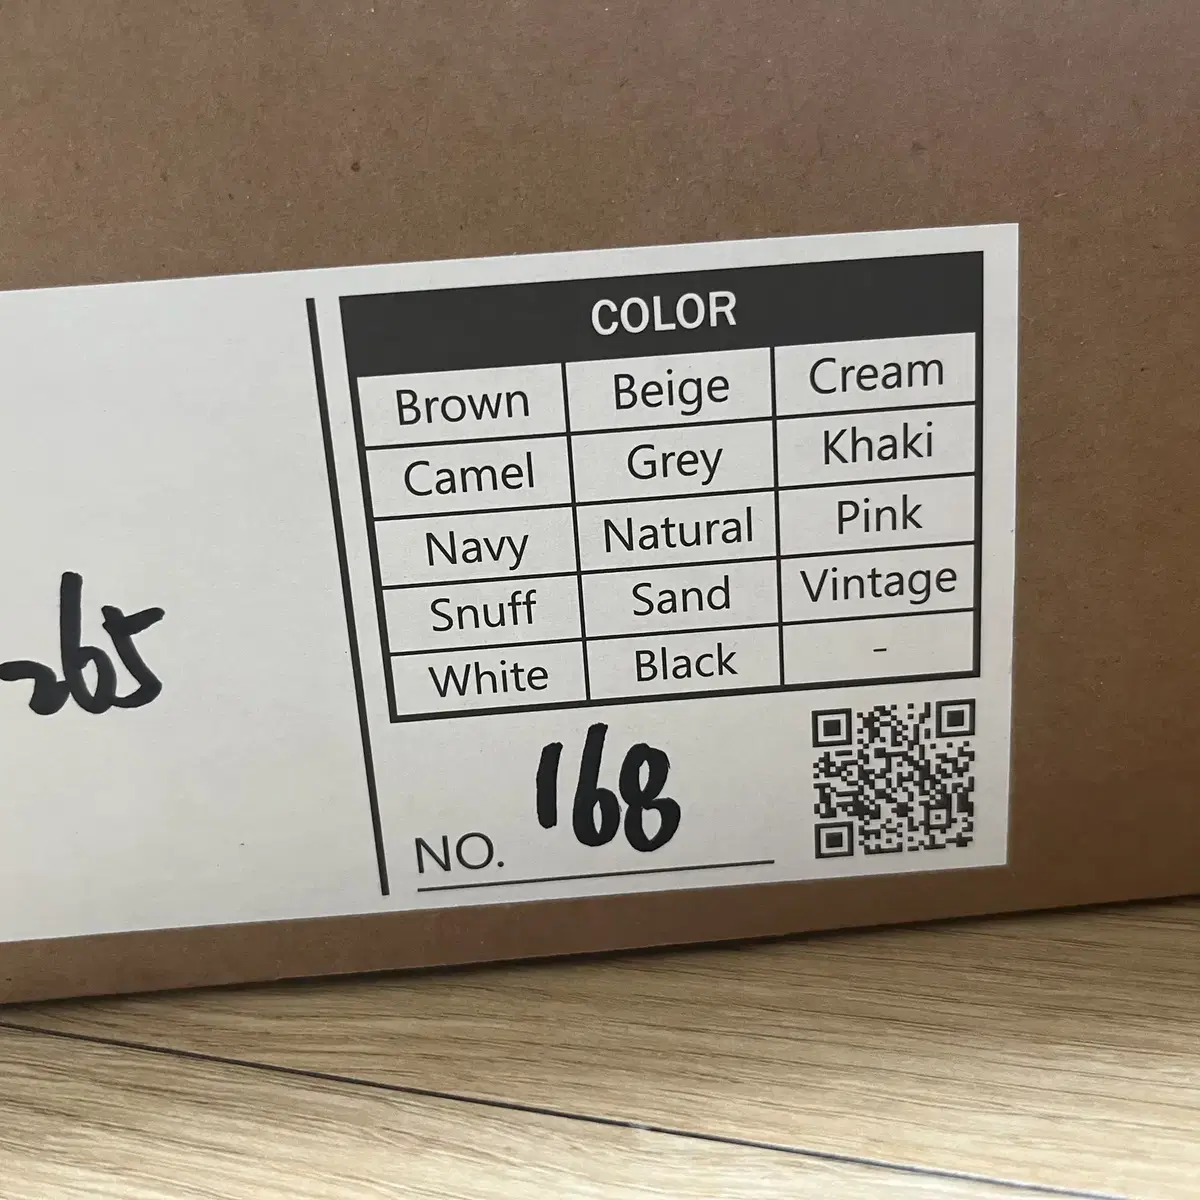 COLOR
Brown Beige Cream
Camel Grey Khaki
Navy Natural Pink
Snuff Sand Vintage
White Black -
265
NO. 168